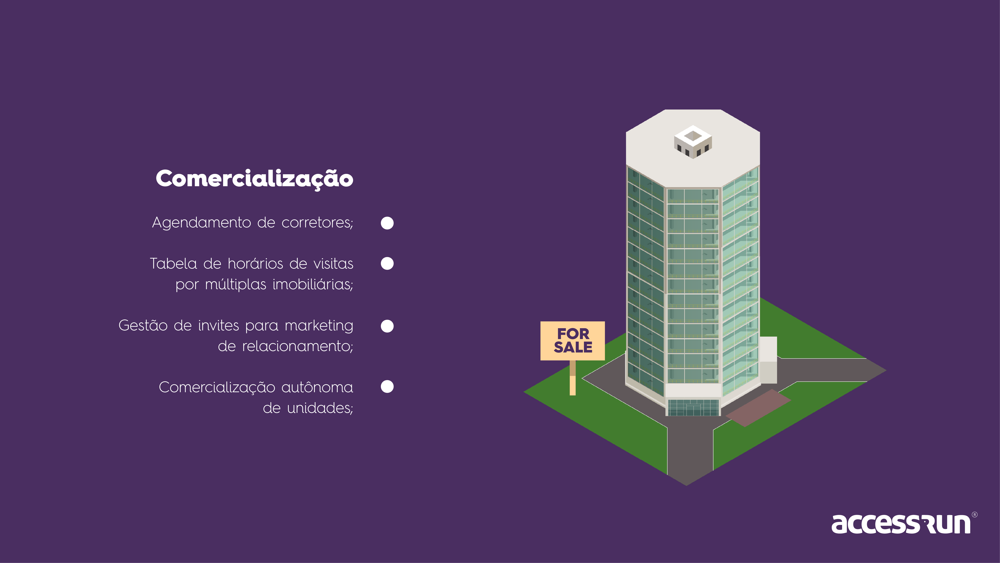 Comercialização
Agendamento de corretores;
Tabela de horários de visitas
por múltiplas imobiliárias;
Gestão de invites para marketing
de relacionamento;
Comercialização autônoma
de unidades;
FOR
SALE
accessRun®